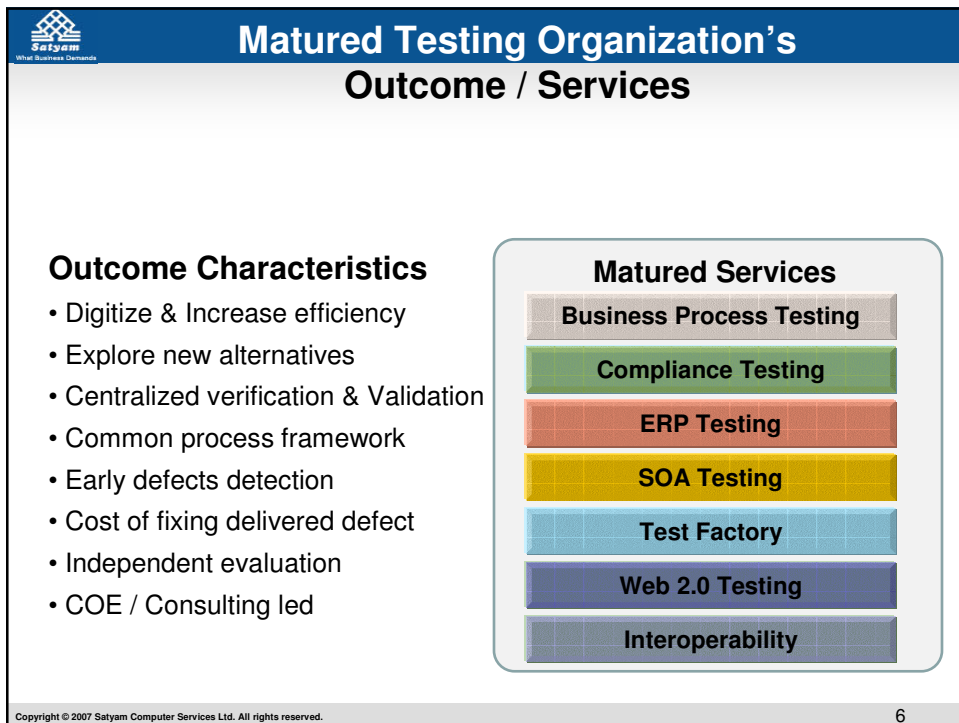 Satyam
What Business Demands
Matured Testing Organization's
Outcome / Services
Outcome Characteristics
• Digitize & Increase efficiency
• Explore new alternatives
• Centralized verification & Validation
• Common process framework
• Early defects detection
• Cost of fixing delivered defect
• Independent evaluation
• COE / Consulting led
Matured Services
Business Process Testing
Compliance Testing
ERP Testing
SOA Testing
Test Factory
Web 2.0 Testing
Interoperability
Copyright © 2007 Satyam Computer Services Ltd. All rights reserved.
6